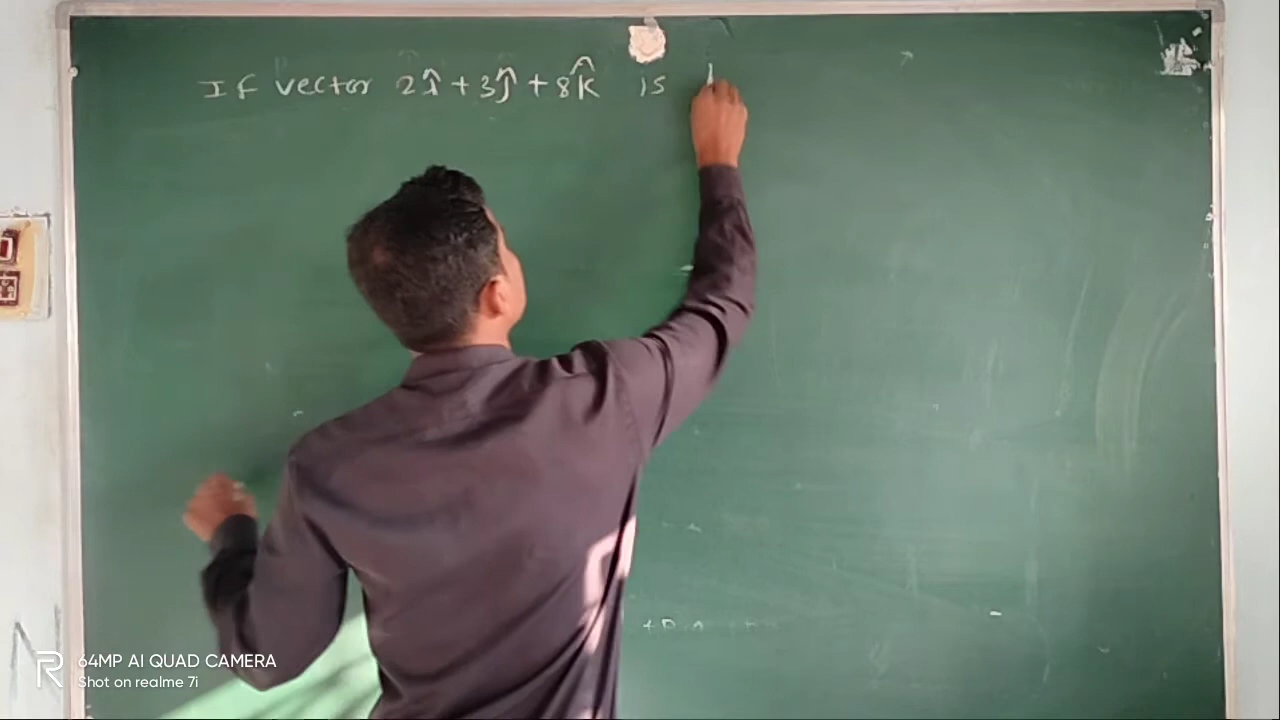 If vector 2î + 3ĵ + 8k̂ is
64MP AI QUAD CAMERA
Shot on realme 7i